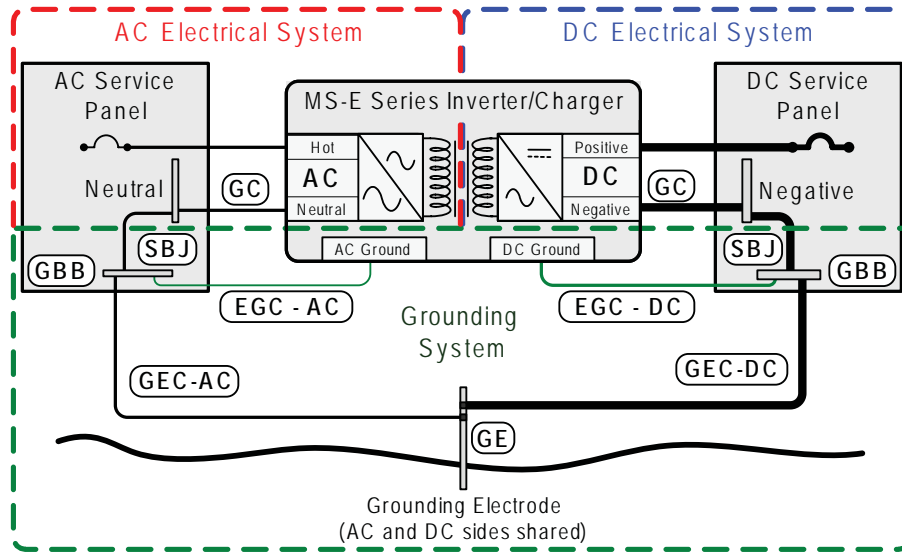 AC Electrical System
DC Electrical System
AC Service
Panel
MS-E Series Inverter/Charger
DC Service
Panel
Hot
AC
Neutral
Positive
DC
Negative
Neutral
GC
GC
Negative
SBJ
GBB
AC Ground
DC Ground
SBJ
GBB
EGC - AC
EGC - DC
Grounding
System
GEC-AC
GEC-DC
GE
Grounding Electrode
(AC and DC sides shared)